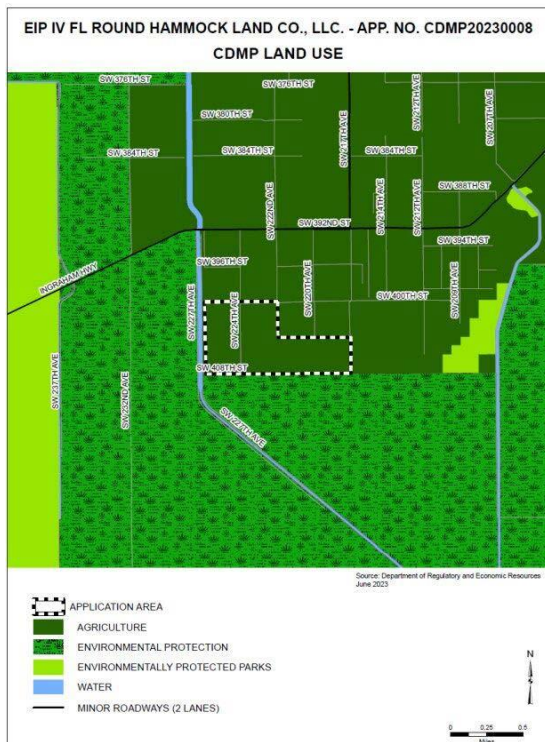 EIP IV FL ROUND HAMMOCK LAND CO., LLC. - APP. NO. CDMP20230008
CDMP LAND USE
SW 376TH ST
SW 376TH ST
SW 212TH AVE
SW 207TH AVE
SW 380TH ST
SW 217TH AVE
SW 384TH ST
SW 384TH ST
SW 384TH ST
SW 222ND AVE
SW 214TH AVE
SW 212TH AVE
SW 388TH ST
SW 392ND ST
SW 394TH ST
INGRAHAM HWY
SW 396TH ST
SW 227TH AVE
SW 224TH AVE
SW 220TH AVE
SW 400TH ST
SW 209TH AVE
SW 237TH AVE
SW 232ND AVE
SW 408TH ST
SW 227TH AVE
Source: Department of Regulatory and Economic Resources
June 2023
APPLICATION AREA
AGRICULTURE
ENVIRONMENTAL PROTECTION
ENVIRONMENTALLY PROTECTED PARKS
WATER
MINOR ROADWAYS (2 LANES)
N
0 0.25 0.5
Miles